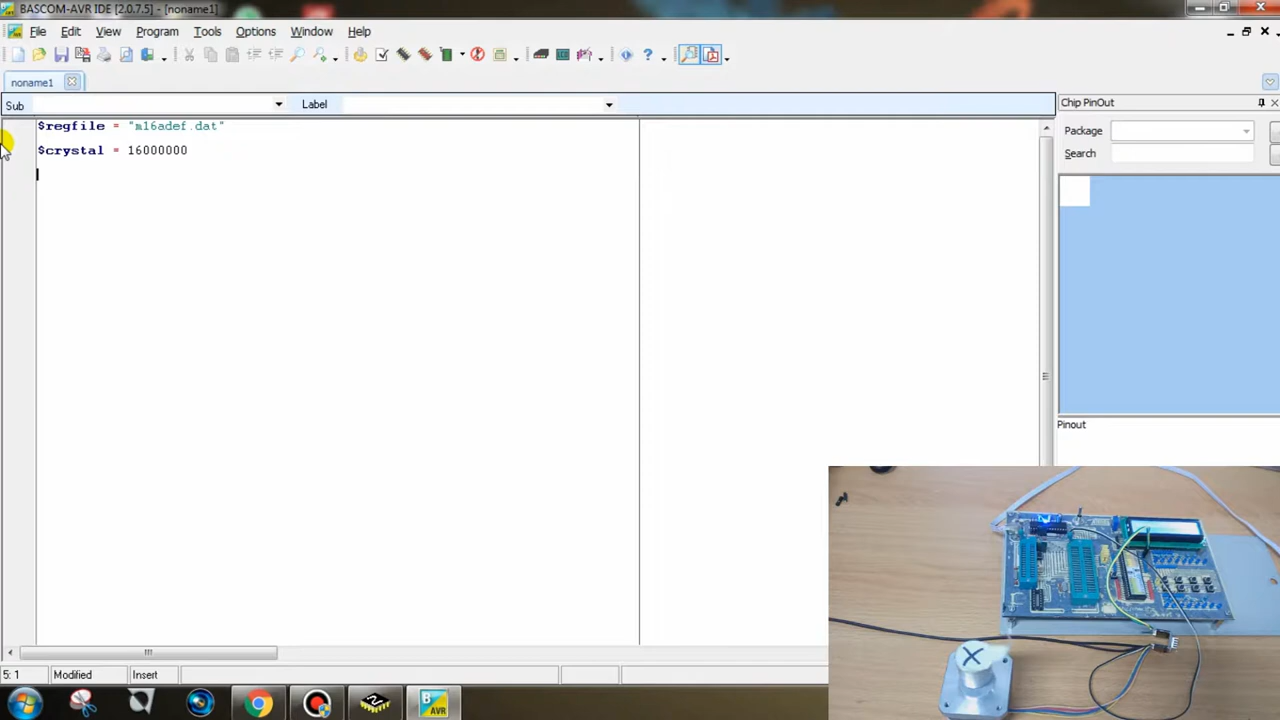 BASCOM-AVR IDE [2.0.7.5] - [noname1]
File Edit View Program Tools Options Window Help
noname1
Sub Label
$regfile = "m16adef.dat"
$crystal = 16000000
Chip PinOut
Package
Search
Pinout
X
5: 1 Modified Insert
B
AVR